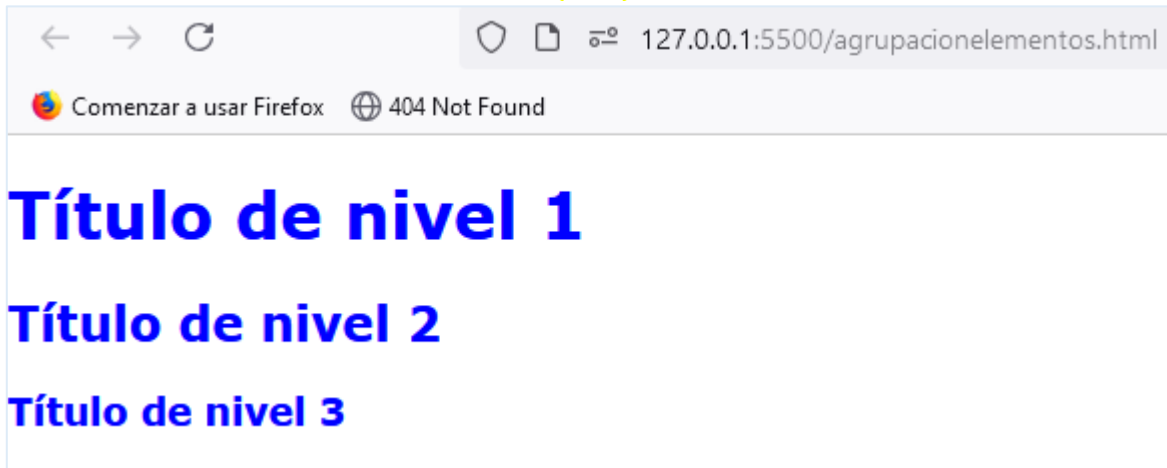 127.0.0.1:5500/agrupacionelementos.html
Comenzar a usar Firefox 404 Not Found
Título de nivel 1
Título de nivel 2
Título de nivel 3